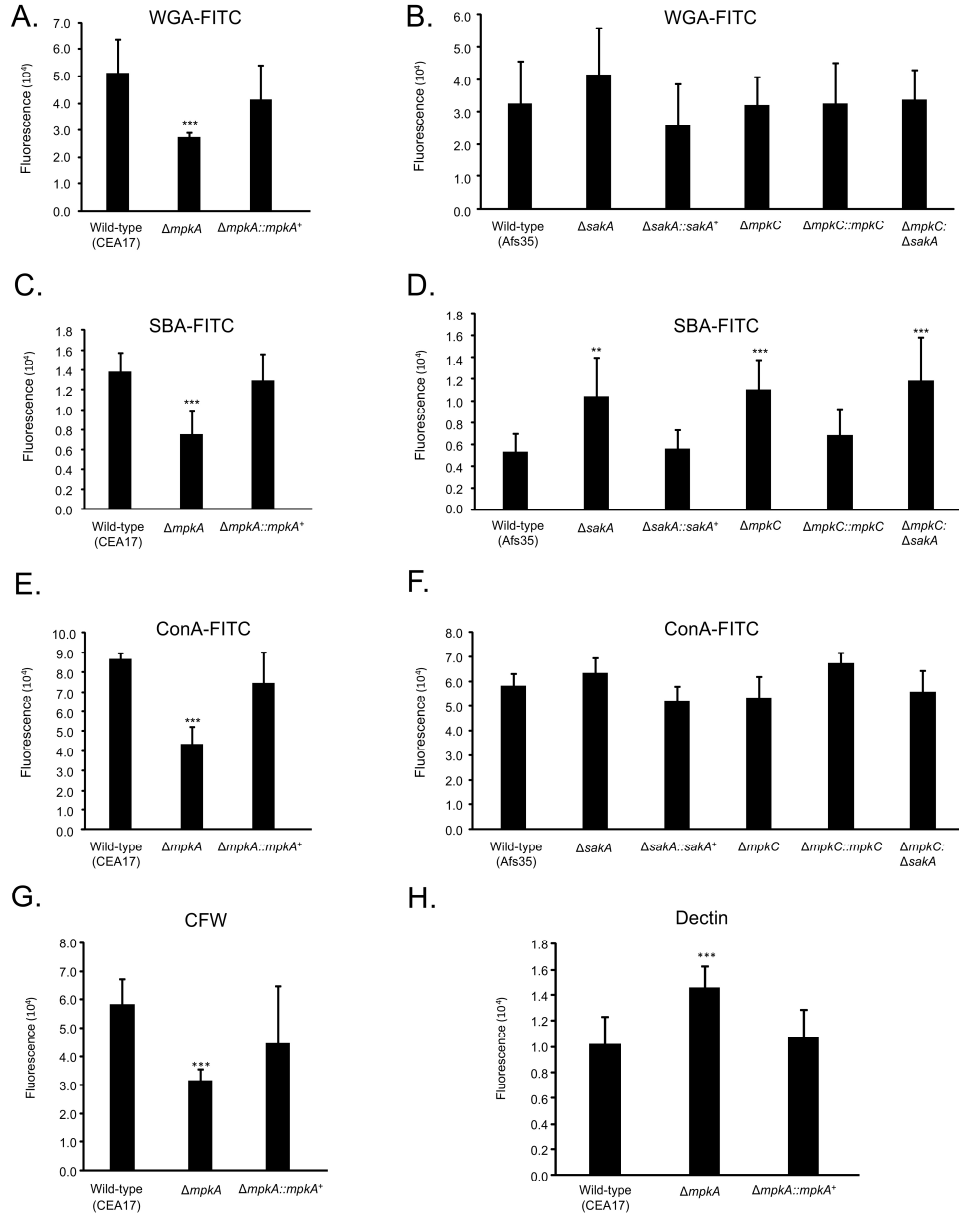 A.
WGA-FITC
Fluorescence (10⁴)
7.0
6.0
5.0
4.0
3.0
2.0
1.0
0.0
***
Wild-type
(CEA17)
ΔmpkA
ΔmpkA::mpkA⁺
B.
WGA-FITC
Fluorescence (10⁴)
6.0
5.0
4.0
3.0
2.0
1.0
0.0
Wild-type
(Afs35)
ΔsakA
ΔsakA::sakA⁺
ΔmpkC
ΔmpkC::mpkC
ΔmpkC:
ΔsakA
C.
SBA-FITC
Fluorescence (10⁴)
1.8
1.6
1.4
1.2
1.0
0.8
0.6
0.4
0.2
0.0
***
Wild-type
(CEA17)
ΔmpkA
ΔmpkA::mpkA⁺
D.
SBA-FITC
Fluorescence (10⁴)
1.8
1.6
1.4
1.2
1.0
0.8
0.6
0.4
0.2
0.0
**
***
***
Wild-type
(Afs35)
ΔsakA
ΔsakA::sakA⁺
ΔmpkC
ΔmpkC::mpkC
ΔmpkC:
ΔsakA
E.
ConA-FITC
Fluorescence (10⁴)
10.0
9.0
8.0
7.0
6.0
5.0
4.0
3.0
2.0
1.0
0.0
***
Wild-type
(CEA17)
ΔmpkA
ΔmpkA::mpkA⁺
F.
ConA-FITC
Fluorescence (10⁴)
8.0
7.0
6.0
5.0
4.0
3.0
2.0
1.0
0.0
Wild-type
(Afs35)
ΔsakA
ΔsakA::sakA⁺
ΔmpkC
ΔmpkC::mpkC
ΔmpkC:
ΔsakA
G.
CFW
Fluorescence (10⁴)
8.0
7.0
6.0
5.0
4.0
3.0
2.0
1.0
0.0
***
Wild-type
(CEA17)
ΔmpkA
ΔmpkA::mpkA⁺
H.
Dectin
Fluorescence (10⁴)
1.8
1.6
1.4
1.2
1.0
0.8
0.6
0.4
0.2
0.0
***
Wild-type
(CEA17)
ΔmpkA
ΔmpkA::mpkA⁺